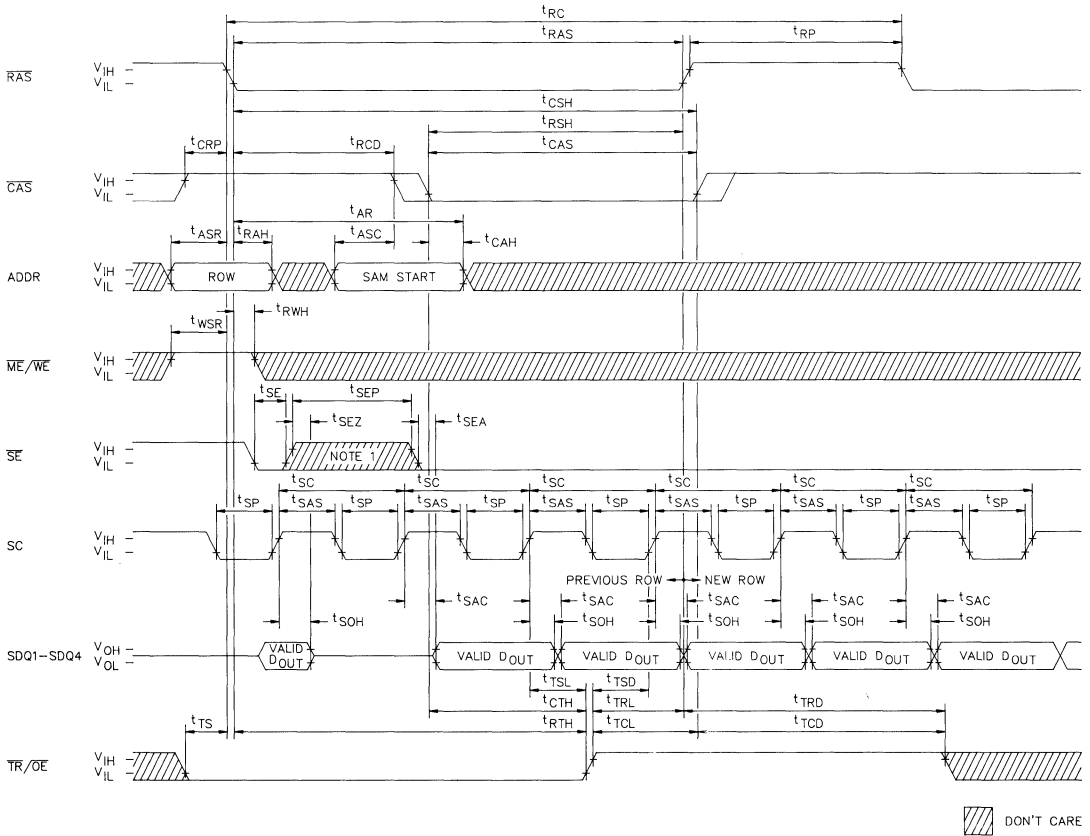 tRC
tRAS
tRP
RAS
VIH
VIL
tCSH
tRSH
tCRP
tRCD
tCAS
CAS
VIH
VIL
tAR
tASR
tRAH
tASC
tCAH
ADDR
VIH
VIL
ROW
SAM START
tWSR
tRWH
ME/WE
VIH
VIL
tSE
tSEP
tSEZ
tSEA
SE
VIH
VIL
NOTE 1
tSC
tSC
tSC
tSC
tSC
tSC
tSP
tSAS
tSP
tSAS
tSP
tSAS
tSP
tSAS
tSP
tSAS
tSP
tSAS
tSP
SC
VIH
VIL
PREVIOUS ROW
NEW ROW
tSAC
tSAC
tSAC
tSAC
tSAC
tSOH
tSOH
tSOH
tSOH
tSOH
SDQ1-SDQ4
VOH
VOL
VALID DOUT
VALID DOUT
VALID DOUT
VALID DOUT
VALID DOUT
VALID DOUT
tTSL
tTSD
tCTH
tTRL
tTRD
tTS
tRTH
tTCL
tTCD
TR/OE
VIH
VIL
DON'T CARE